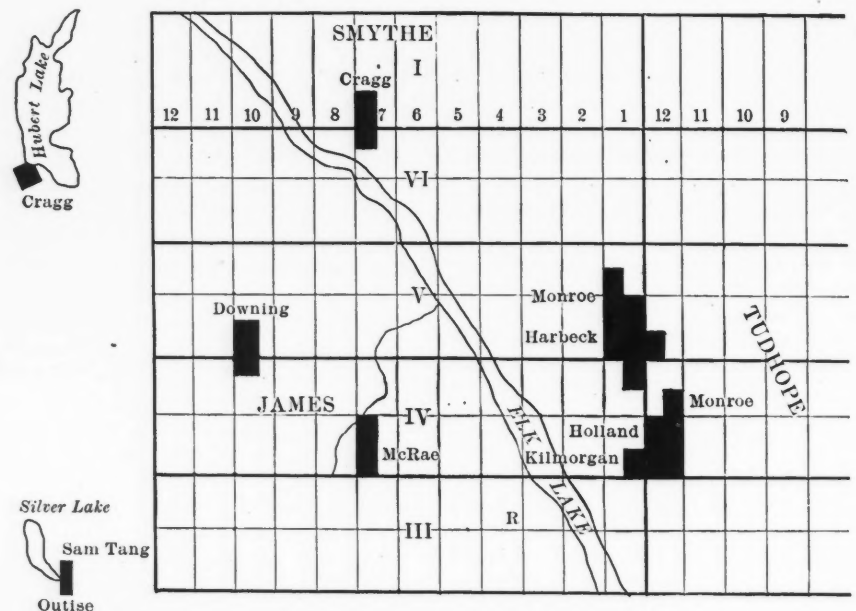 SMYTHE
I
Cragg
Hubert Lake
12 11 10 9 8 7 6 5 4 3 2 1 12 11 10 9
VI
Cragg
V
Monroe
Downing
Harbeck
TUDHOPE
JAMES
IV
Monroe
ELK LAKE
Holland
McRae
Kilmorgan
Silver Lake
R
III
Sam Tang
Outise